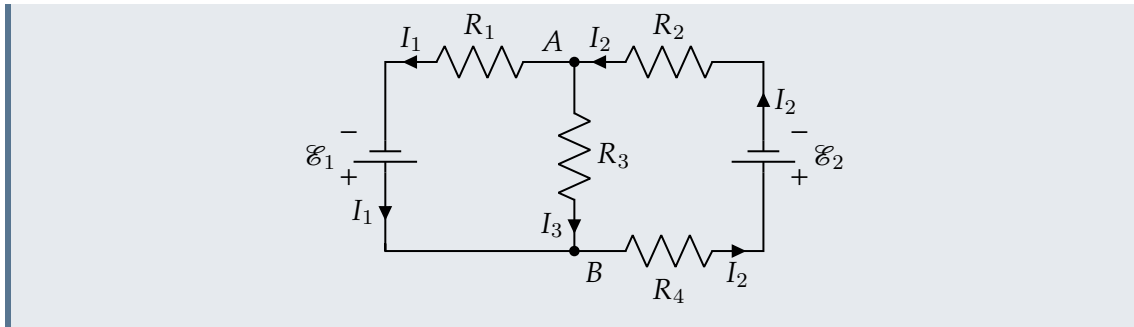 I₁ R₁ A I₂ R₂
I₂
− −
ℰ₁ R₃ ℰ₂
+ +
I₁ I₃
B I₂
R₄